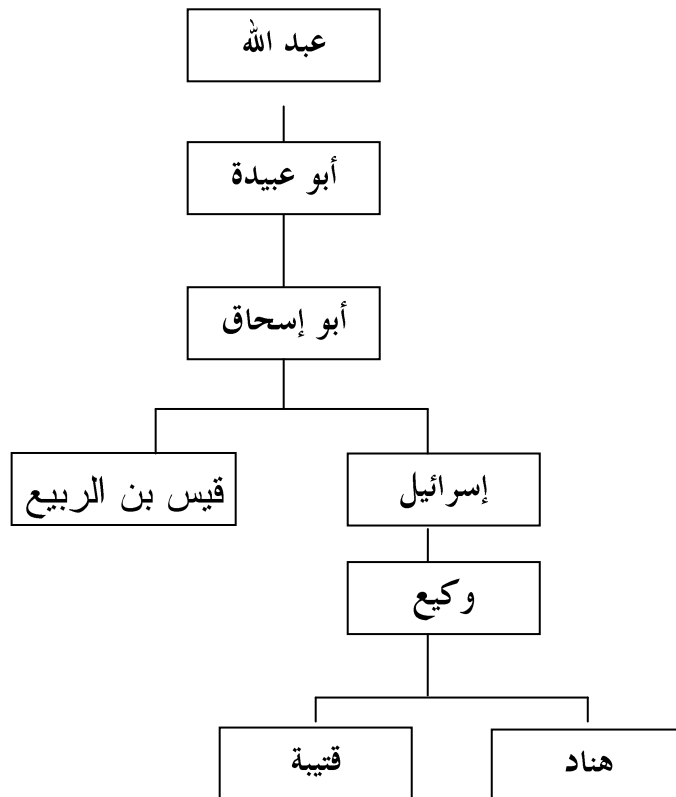 عبد الله
أبو عبيدة
أبو إسحاق
إسرائيل
قيس بن الربيع
وكيع
هناد
قتيبة